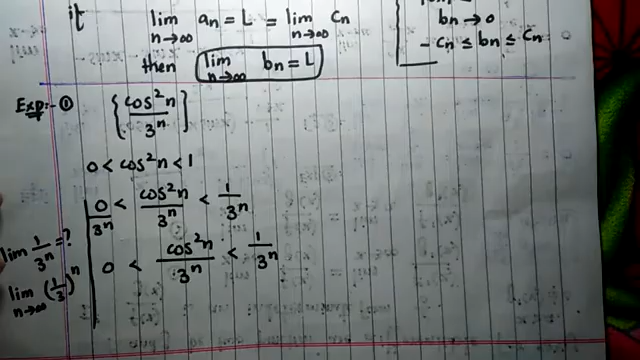 it lim n→∞ aₙ = L = lim n→∞ cₙ
then lim n→∞ bₙ = L
bₙ → 0
- cₙ ≤ bₙ ≤ cₙ
Exp:- ① {cos²n / 3ⁿ}
0 < cos²n < 1
0/3ⁿ < cos²n/3ⁿ < 1/3ⁿ
0 < cos²n/3ⁿ < 1/3ⁿ
lim 1/3ⁿ = ?
lim n→∞ (1/3)ⁿ